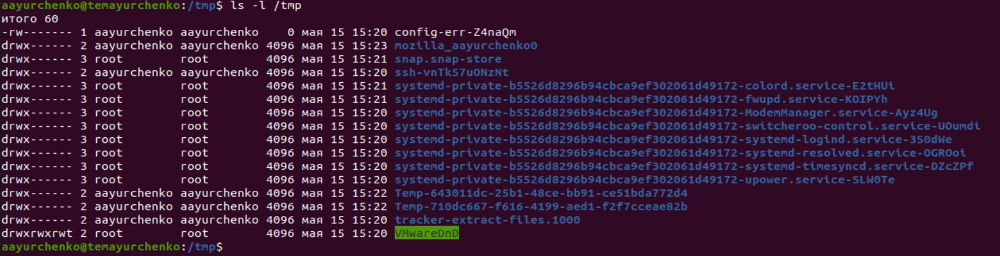 aayurchenko@temayurchenko:/tmp$ ls -l /tmp
итого 60
-rw------- 1 aayurchenko aayurchenko    0 мая 15 15:20 config-err-Z4naQm
drwx------ 2 aayurchenko aayurchenko 4096 мая 15 15:23 mozilla_aayurchenko0
drwx------ 3 root        root        4096 мая 15 15:21 snap.snap-store
drwx------ 2 aayurchenko aayurchenko 4096 мая 15 15:20 ssh-vnTk57uONzNt
drwx------ 3 root        root        4096 мая 15 15:21 systemd-private-b5526d8296b94cbca9ef302061d49172-colord.service-E2tHUi
drwx------ 3 root        root        4096 мая 15 15:21 systemd-private-b5526d8296b94cbca9ef302061d49172-fwupd.service-KOIPYh
drwx------ 3 root        root        4096 мая 15 15:20 systemd-private-b5526d8296b94cbca9ef302061d49172-ModemManager.service-Ayz4Ug
drwx------ 3 root        root        4096 мая 15 15:20 systemd-private-b5526d8296b94cbca9ef302061d49172-switcheroo-control.service-UOumdi
drwx------ 3 root        root        4096 мая 15 15:20 systemd-private-b5526d8296b94cbca9ef302061d49172-systemd-logind.service-3S0dWe
drwx------ 3 root        root        4096 мая 15 15:20 systemd-private-b5526d8296b94cbca9ef302061d49172-systemd-resolved.service-OGROoi
drwx------ 3 root        root        4096 мая 15 15:20 systemd-private-b5526d8296b94cbca9ef302061d49172-systemd-timesyncd.service-DZcZPf
drwx------ 3 root        root        4096 мая 15 15:20 systemd-private-b5526d8296b94cbca9ef302061d49172-upower.service-SLW0Te
drwx------ 2 aayurchenko aayurchenko 4096 мая 15 15:22 Temp-643011dc-25b1-48ce-bb91-ce51bda772d4
drwx------ 2 aayurchenko aayurchenko 4096 мая 15 15:22 Temp-710dc667-f616-4199-aed1-f2f7cceae82b
drwx------ 2 aayurchenko aayurchenko 4096 мая 15 15:20 tracker-extract-files.1000
drwxrwxrwt 2 root        root        4096 мая 15 15:20 VMwareDnD
aayurchenko@temayurchenko:/tmp$